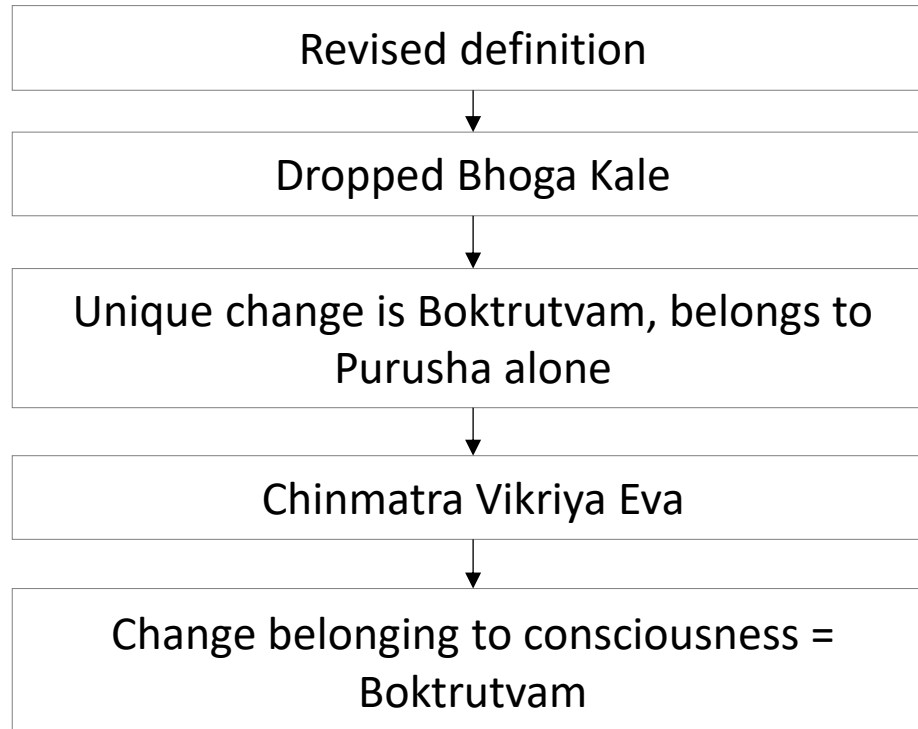 Revised definition
Dropped Bhoga Kale
Unique change is Boktrutvam, belongs to
Purusha alone
Chinmatra Vikriya Eva
Change belonging to consciousness =
Boktrutvam